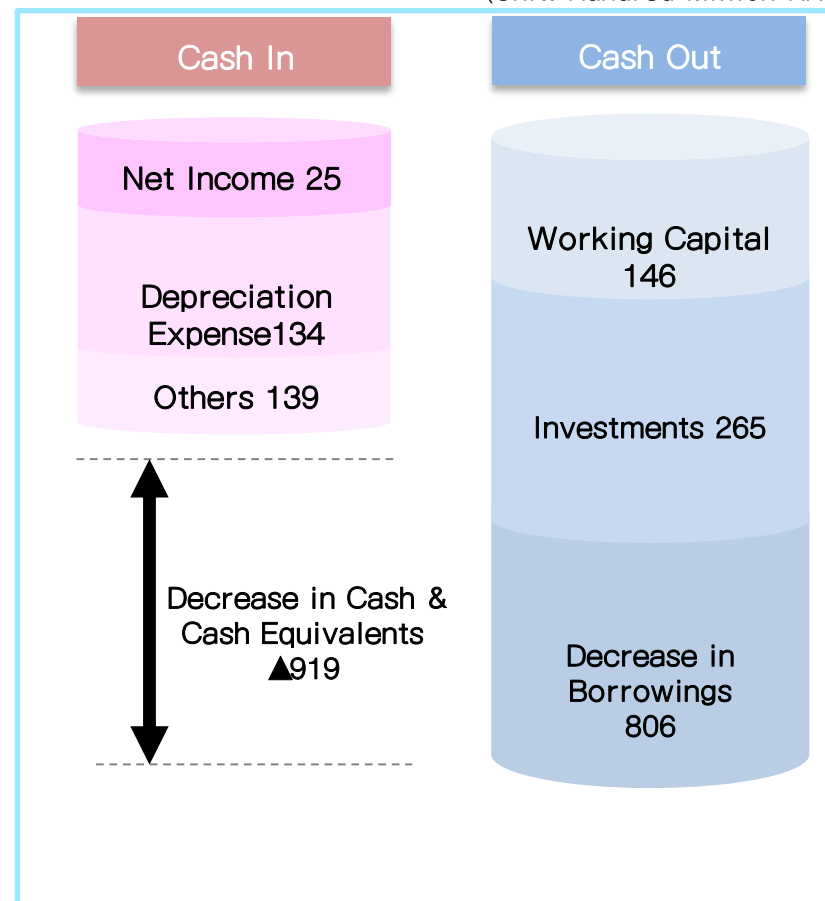 Cash In
Cash Out
Net Income 25
Depreciation
Expense134
Others 139
Decrease in Cash &
Cash Equivalents
▲919
Working Capital
146
Investments 265
Decrease in
Borrowings
806